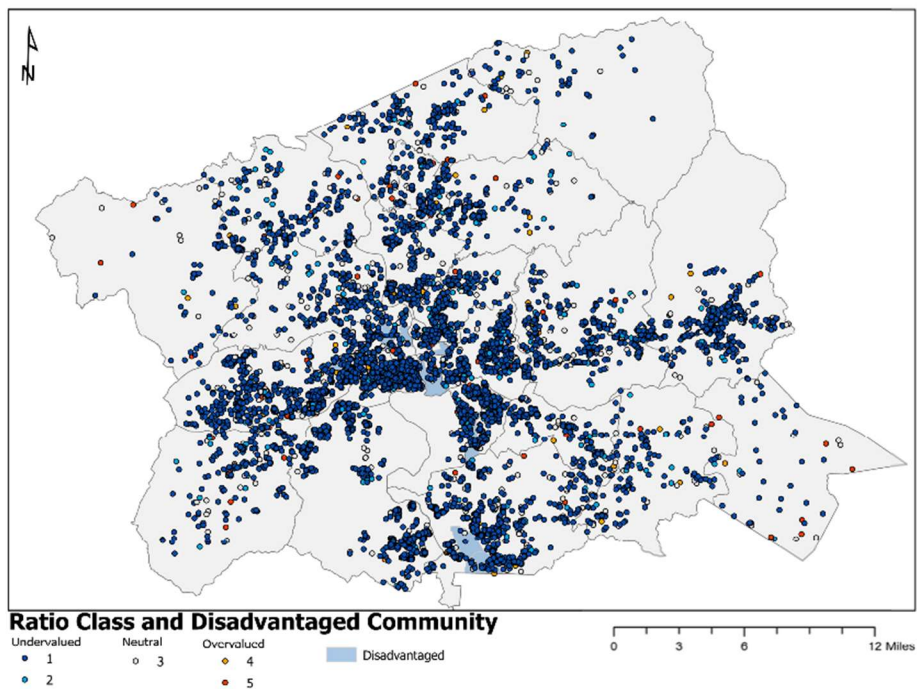 N
Ratio Class and Disadvantaged Community
Undervalued Neutral Overvalued
1 3 4 Disadvantaged
2 5
0 3 6 12 Miles